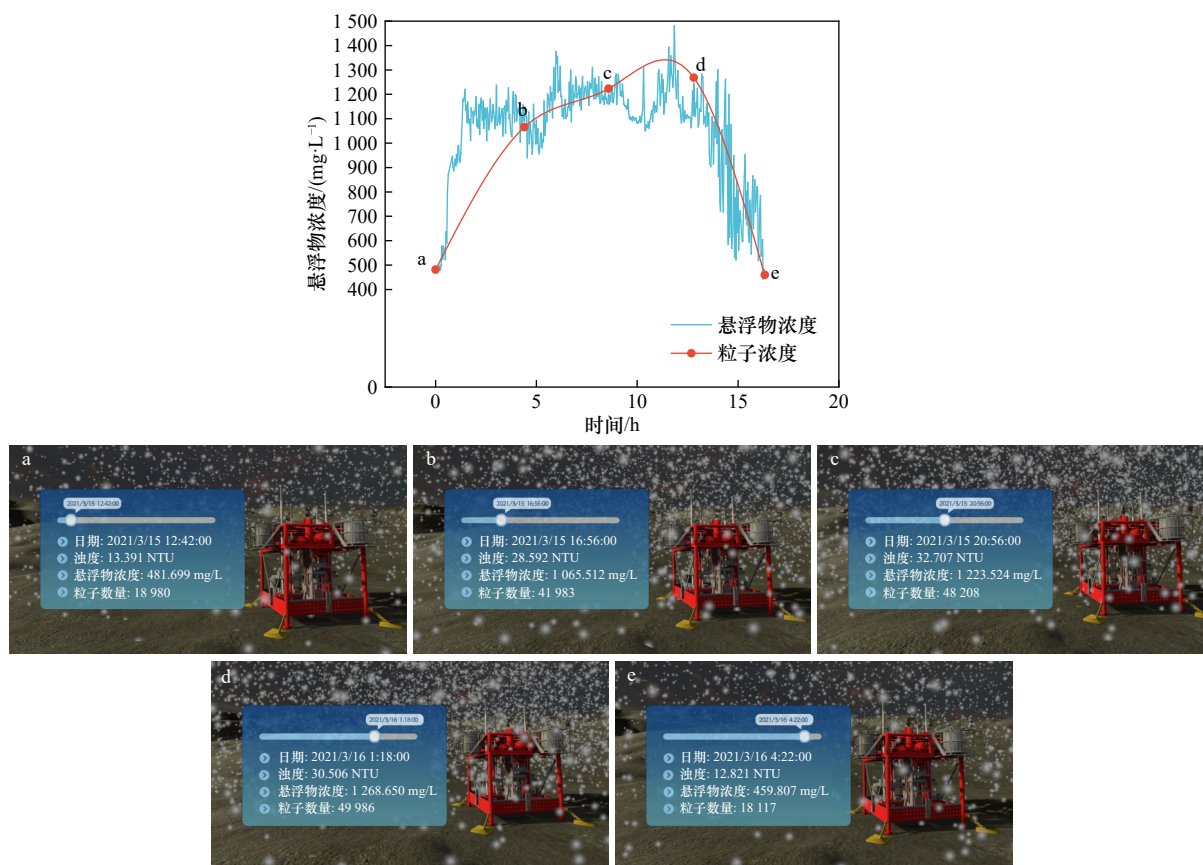 1 500
1 400
1 300
1 200
1 100
1 000
900
800
700
600
500
400
0
悬浮物浓度/(mg·L⁻¹)
a
b
c
d
e
悬浮物浓度
粒子浓度
0
5
10
15
20
时间/h
a
2021/3/15 12:42:00
日期: 2021/3/15 12:42:00
浊度: 13.391 NTU
悬浮物浓度: 481.699 mg/L
粒子数量: 18 980
b
2021/3/15 16:56:00
日期: 2021/3/15 16:56:00
浊度: 28.592 NTU
悬浮物浓度: 1 065.512 mg/L
粒子数量: 41 983
c
2021/3/15 20:56:00
日期: 2021/3/15 20:56:00
浊度: 32.707 NTU
悬浮物浓度: 1 223.524 mg/L
粒子数量: 48 208
d
2021/3/16 1:18:00
日期: 2021/3/16 1:18:00
浊度: 30.506 NTU
悬浮物浓度: 1 268.650 mg/L
粒子数量: 49 986
e
2021/3/16 4:22:00
日期: 2021/3/16 4:22:00
浊度: 12.821 NTU
悬浮物浓度: 459.807 mg/L
粒子数量: 18 117